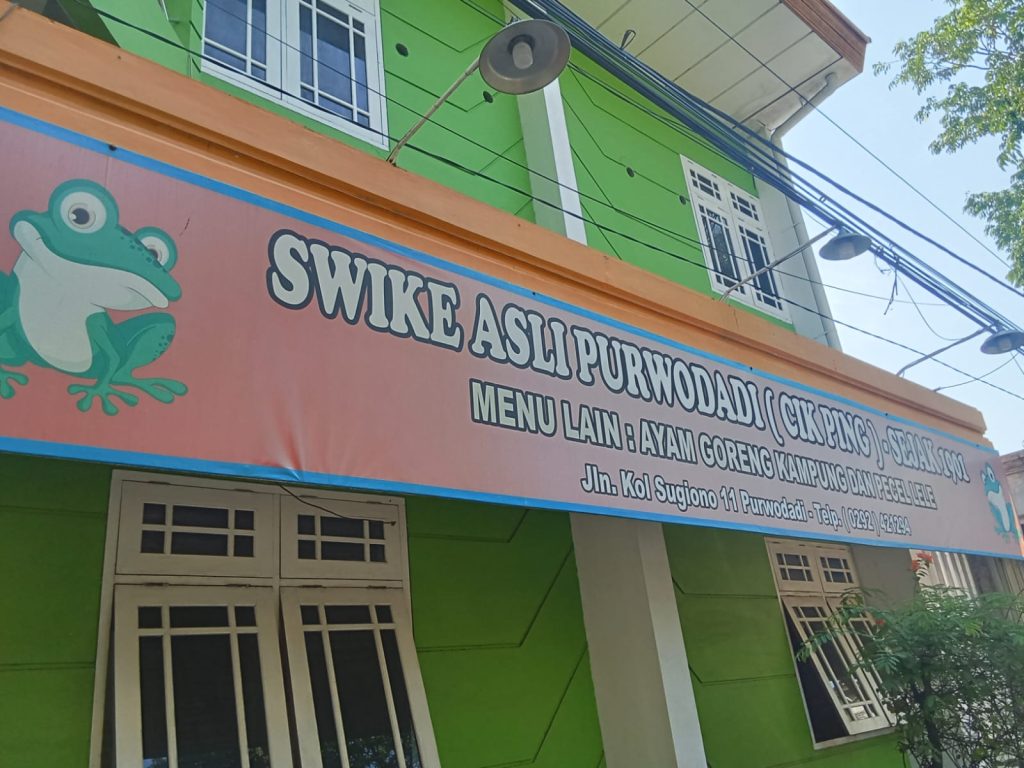 SWIKE ASLI PURWODADI ( CIK PING ) - SEJAK 1901
MENU LAIN : AYAM GORENG KAMPUNG DAN PECEL LELE
Jln. Kol Sugiono 11 Purwodadi - Telp. ( 0292 ) 423294